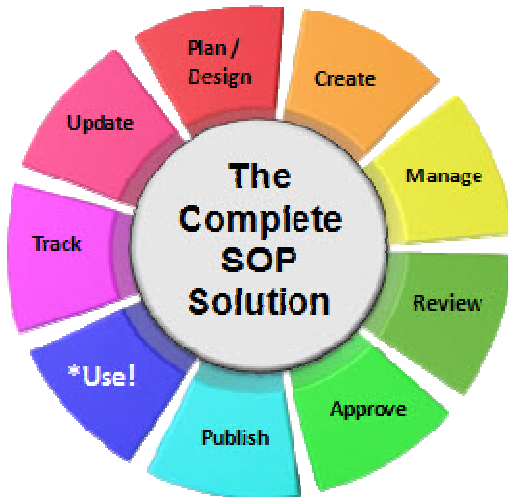 The
Complete
SOP
Solution
Plan /
Design
Create
Manage
Review
Approve
Publish
*Use!
Track
Update